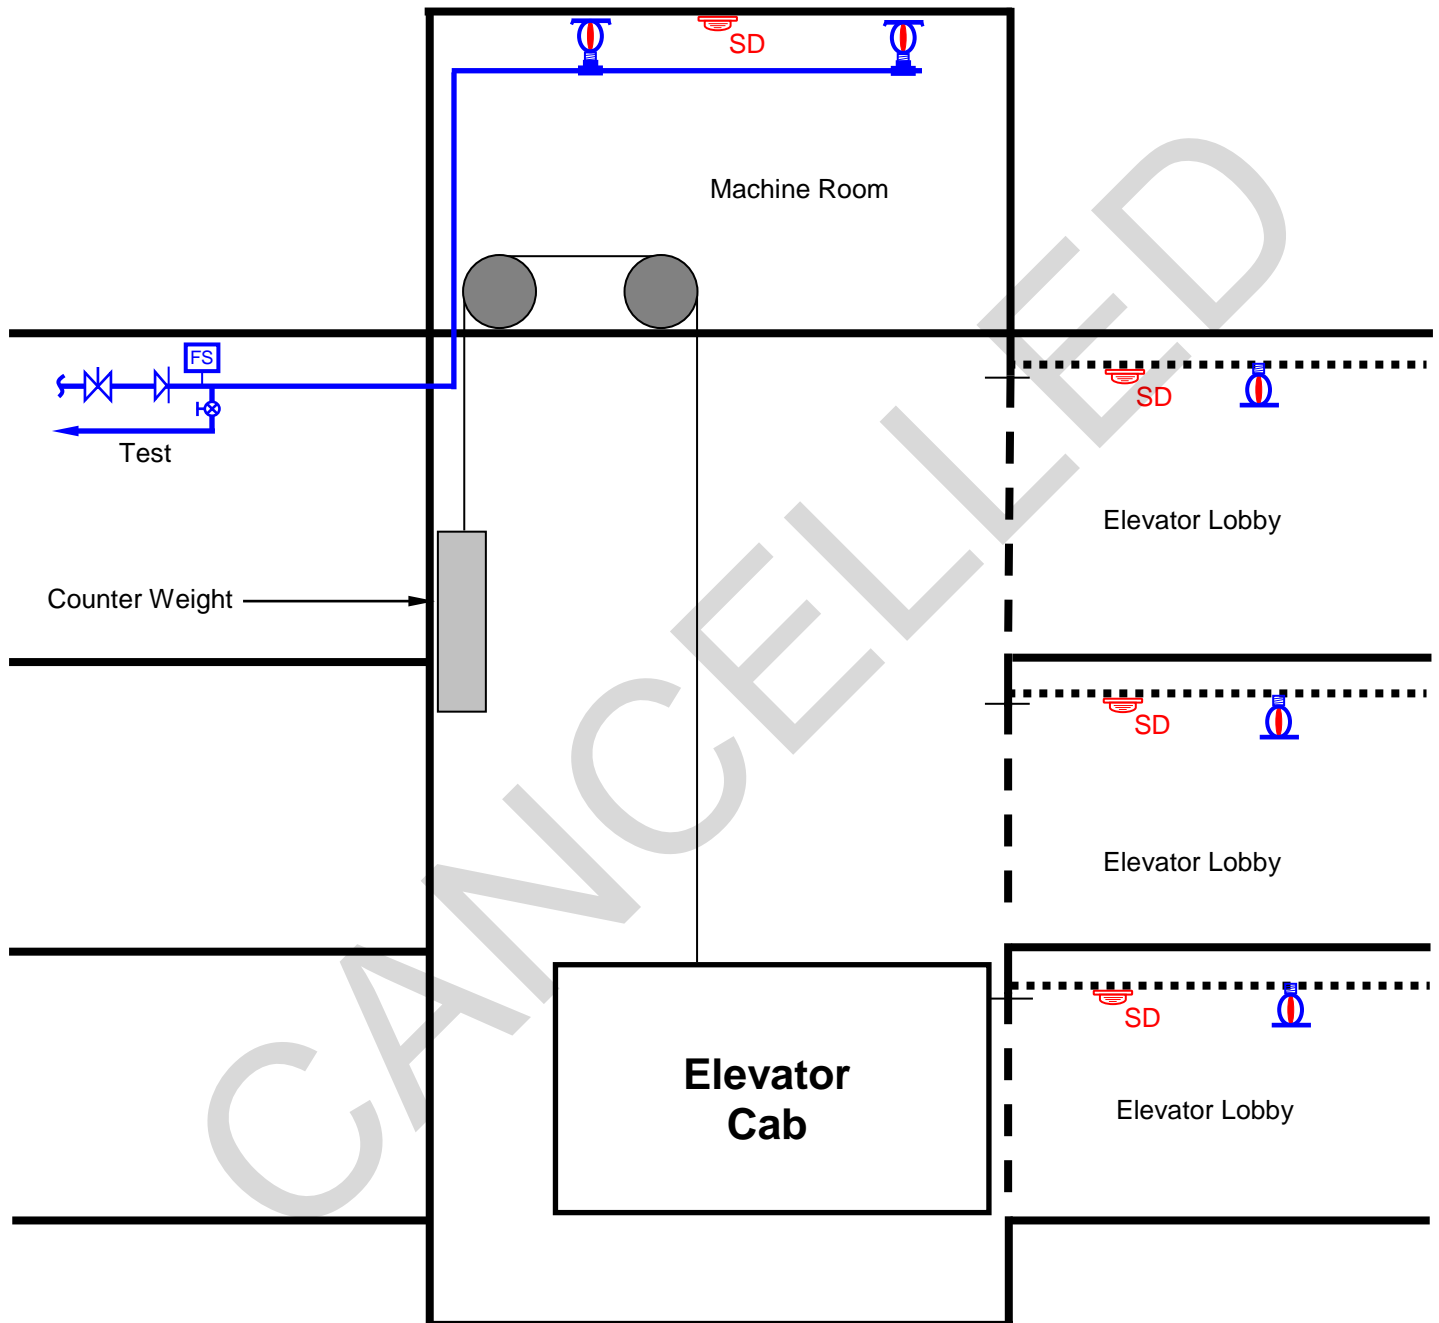 SD
Machine Room
FS
SD
Test
Elevator Lobby
Counter Weight
SD
Elevator Lobby
SD
Elevator
Cab
Elevator Lobby
CANCELLED